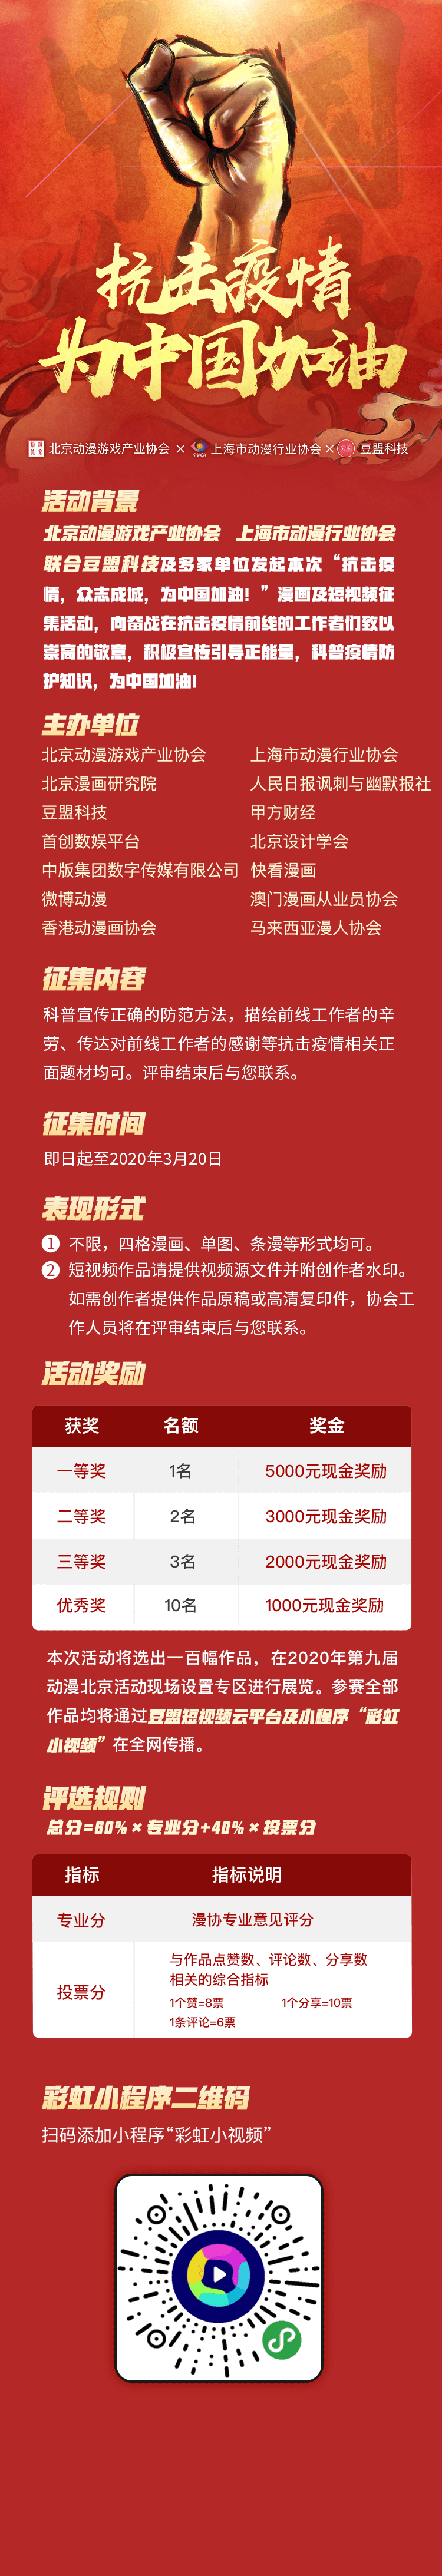 抗击疫情
为中国加油
北京动漫游戏产业协会 × 上海市动漫行业协会 × 豆盟科技
活动背景
北京动漫游戏产业协会 上海市动漫行业协会
联合豆盟科技及多家单位发起本次“抗击疫
情，众志成城，为中国加油！”漫画及短视频征
集活动，向奋战在抗击疫情前线的工作者们致以
崇高的敬意，积极宣传引导正能量，科普疫情防
护知识，为中国加油!
主办单位
北京动漫游戏产业协会 上海市动漫行业协会
北京漫画研究院 人民日报讽刺与幽默报社
豆盟科技 甲方财经
首创数娱平台 北京设计学会
中版集团数字传媒有限公司 快看漫画
微博动漫 澳门漫画从业员协会
香港动漫画协会 马来西亚漫人协会
征集内容
科普宣传正确的防范方法，描绘前线工作者的辛
劳、传达对前线工作者的感谢等抗击疫情相关正
面题材均可。评审结束后与您联系。
征集时间
即日起至2020年3月20日
表现形式
1 不限，四格漫画、单图、条漫等形式均可。
2 短视频作品请提供视频源文件并附创作者水印。
如需创作者提供作品原稿或高清复印件，协会工
作人员将在评审结束后与您联系。
活动奖励
获奖 名额 奖金
一等奖 1名 5000元现金奖励
二等奖 2名 3000元现金奖励
三等奖 3名 2000元现金奖励
优秀奖 10名 1000元现金奖励
本次活动将选出一百幅作品，在2020年第九届
动漫北京活动现场设置专区进行展览。参赛全部
作品均将通过豆盟短视频云平台及小程序“彩虹
小视频”在全网传播。
评选规则
总分=60%×专业分+40%×投票分
指标 指标说明
专业分 漫协专业意见评分
投票分 与作品点赞数、评论数、分享数
相关的综合指标
1个赞=8票 1个分享=10票
1条评论=6票
彩虹小程序二维码
扫码添加小程序“彩虹小视频”